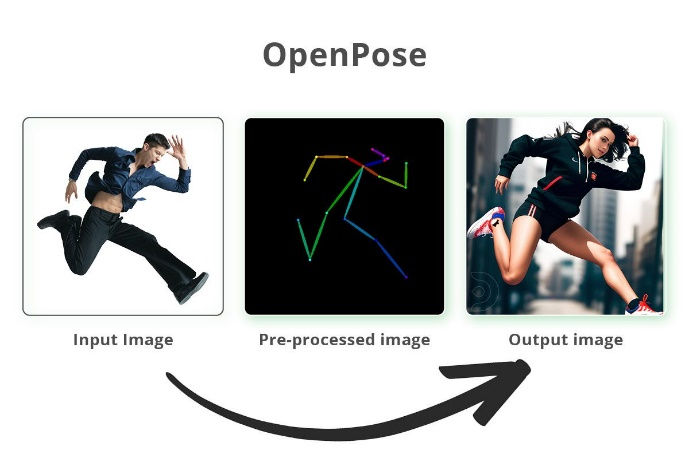 OpenPose
Input Image
Pre-processed image
Output image